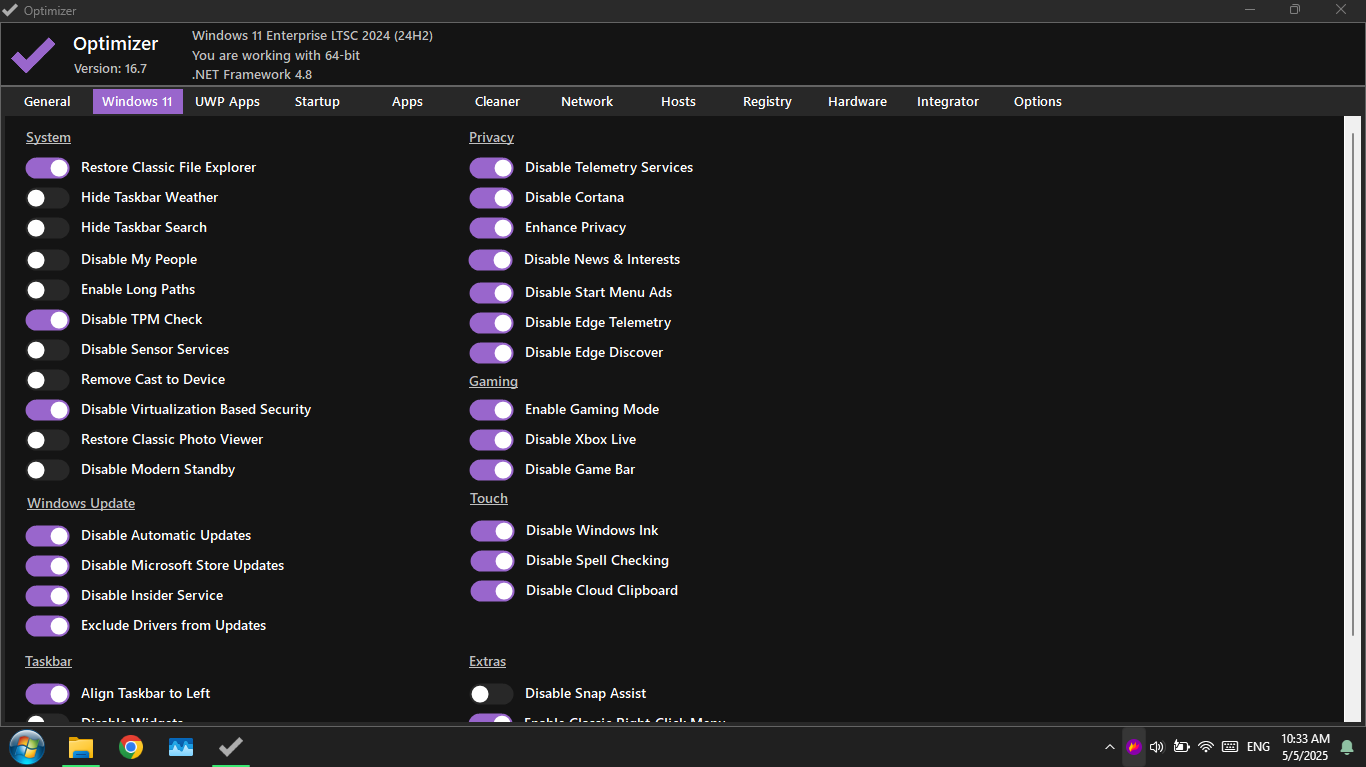 Optimizer
Optimizer
Version: 16.7
Windows 11 Enterprise LTSC 2024 (24H2)
You are working with 64-bit
.NET Framework 4.8
General Windows 11 UWP Apps Startup Apps Cleaner Network Hosts Registry Hardware Integrator Options
System
Restore Classic File Explorer
Hide Taskbar Weather
Hide Taskbar Search
Disable My People
Enable Long Paths
Disable TPM Check
Disable Sensor Services
Remove Cast to Device
Disable Virtualization Based Security
Restore Classic Photo Viewer
Disable Modern Standby
Windows Update
Disable Automatic Updates
Disable Microsoft Store Updates
Disable Insider Service
Exclude Drivers from Updates
Taskbar
Align Taskbar to Left
Disable Widgets
Privacy
Disable Telemetry Services
Disable Cortana
Enhance Privacy
Disable News & Interests
Disable Start Menu Ads
Disable Edge Telemetry
Disable Edge Discover
Gaming
Enable Gaming Mode
Disable Xbox Live
Disable Game Bar
Touch
Disable Windows Ink
Disable Spell Checking
Disable Cloud Clipboard
Extras
Disable Snap Assist
Enable Classic Right-Click Menu
ENG
10:33 AM
5/5/2025